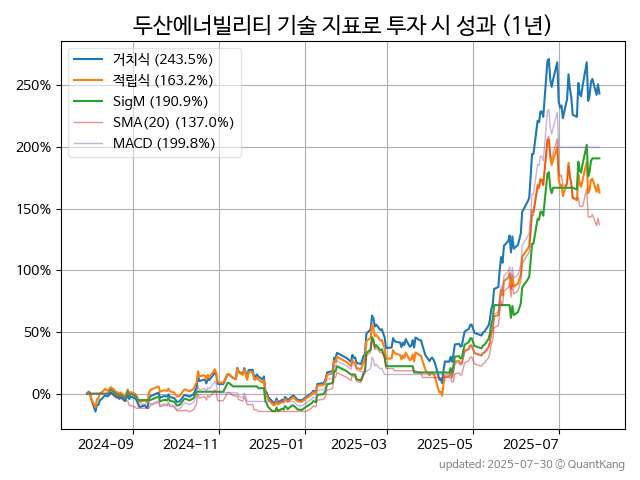 두산에너빌리티 기술 지표로 투자 시 성과 (1년)
거치식 (243.5%)
적립식 (163.2%)
SigM (190.9%)
SMA(20) (137.0%)
MACD (199.8%)
250%
200%
150%
100%
50%
0%
2024-09 2024-11 2025-01 2025-03 2025-05 2025-07
updated: 2025-07-30 © QuantKang